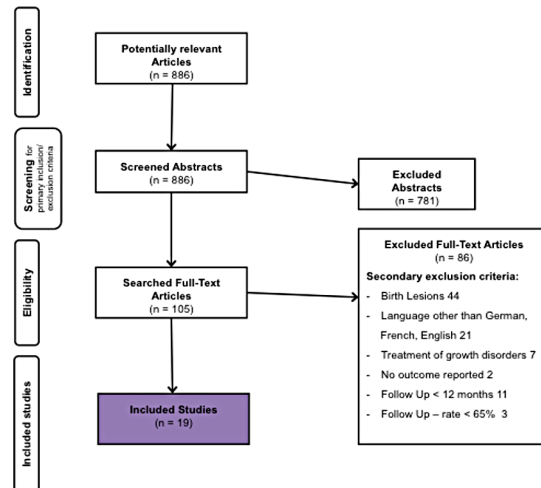 Identification
Potentially relevant
Articles
(n = 886)
Screening for
primary inclusion/
exclusion criteria
Screened Abstracts
(n = 886)
Excluded
Abstracts
(n = 781)
Eligibility
Searched Full-Text
Articles
(n = 105)
Excluded Full-Text Articles
(n = 86)
Secondary exclusion criteria:
- Birth Lesions 44
- Language other than German,
French, English 21
- Treatment of growth disorders 7
- No outcome reported 2
- Follow Up < 12 months 11
- Follow Up – rate < 65% 3
Included studies
Included Studies
(n = 19)